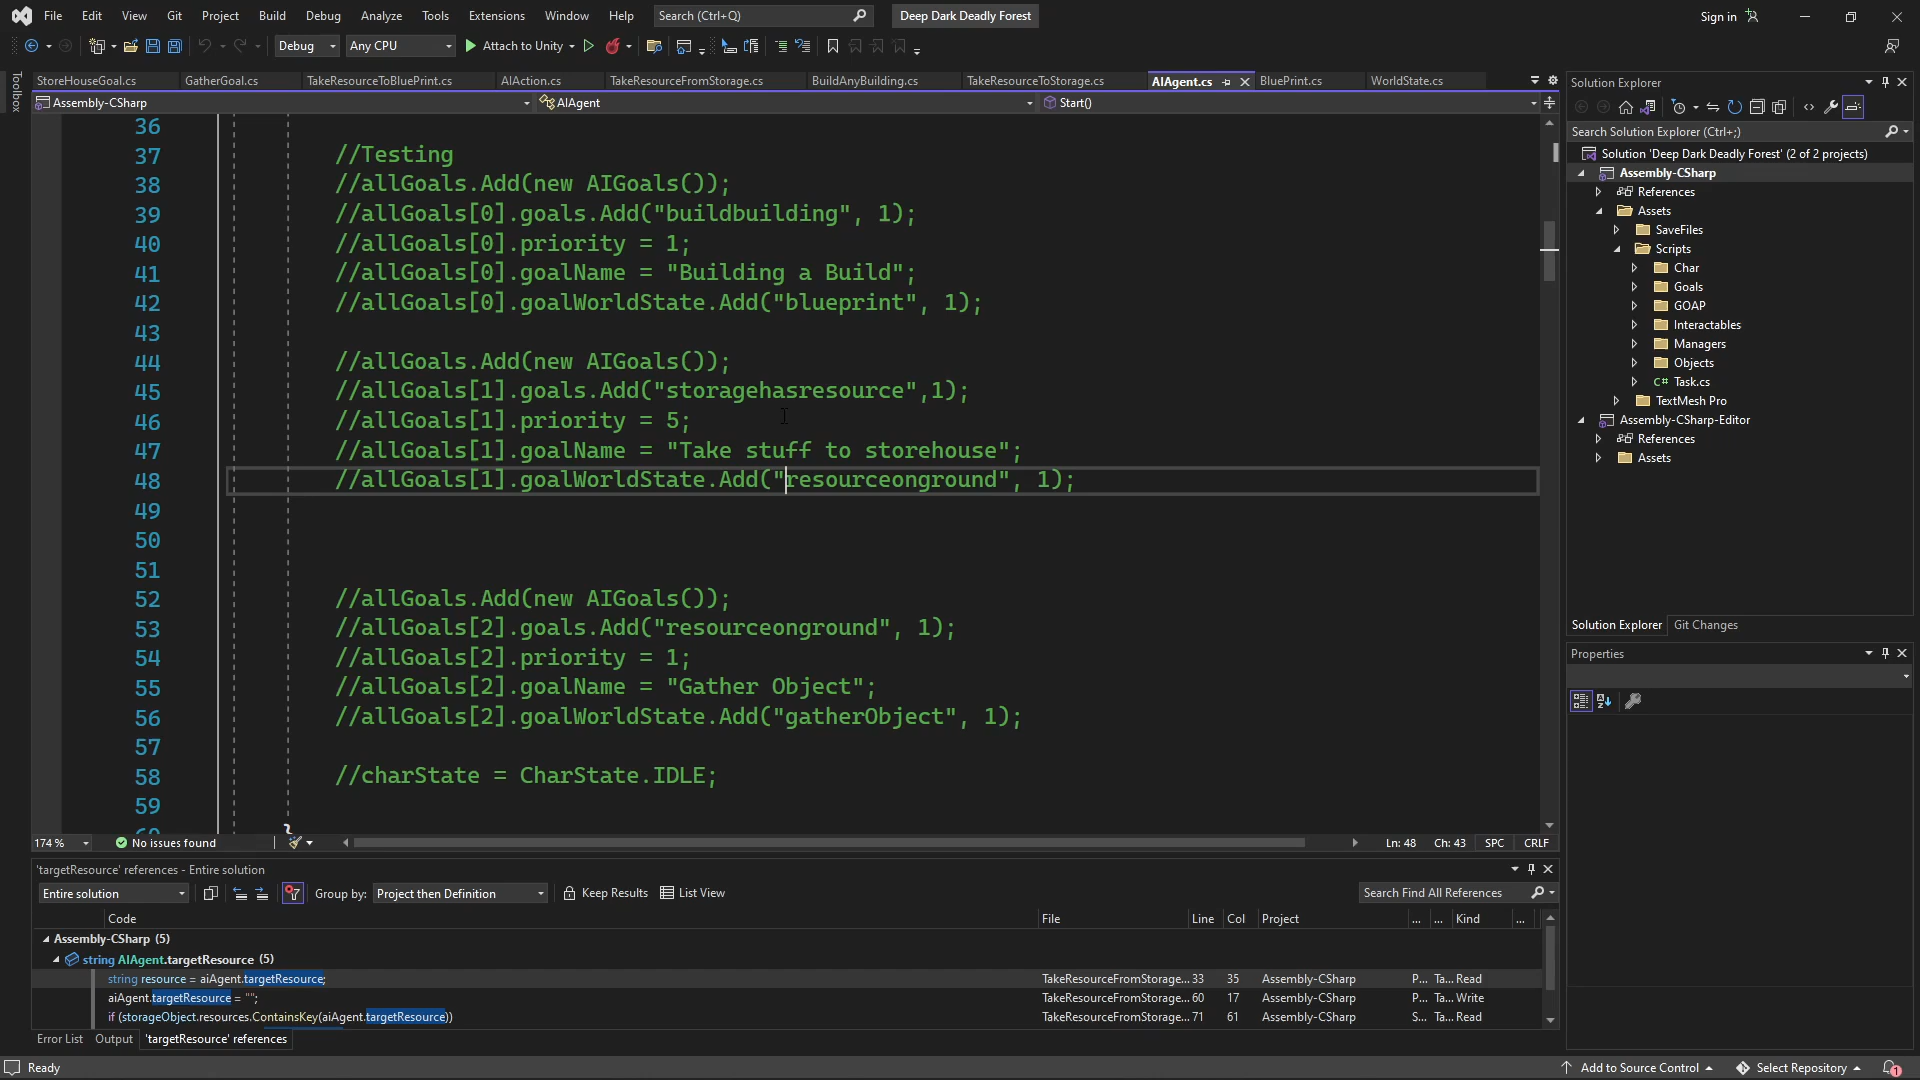 File Edit View Git Project Build Debug Analyze Tools Extensions Window Help Search (Ctrl+Q) Deep Dark Deadly Forest Sign in
Debug Any CPU Attach to Unity
Toolbox
StoreHouseGoal.cs GatherGoal.cs TakeResourceToBluePrint.cs AIAction.cs TakeResourceFromStorage.cs BuildAnyBuilding.cs TakeResourceToStorage.cs AIAgent.cs BluePrint.cs WorldState.cs
Assembly-CSharp AIAgent Start()
36
37 //Testing
38 //allGoals.Add(new AIGoals());
39 //allGoals[0].goals.Add("buildbuilding", 1);
40 //allGoals[0].priority = 1;
41 //allGoals[0].goalName = "Building a Build";
42 //allGoals[0].goalWorldState.Add("blueprint", 1);
43
44 //allGoals.Add(new AIGoals());
45 //allGoals[1].goals.Add("storagehasresource",1);
46 //allGoals[1].priority = 5;
47 //allGoals[1].goalName = "Take stuff to storehouse";
48 //allGoals[1].goalWorldState.Add("resourceonground", 1);
49
50
51
52 //allGoals.Add(new AIGoals());
53 //allGoals[2].goals.Add("resourceonground", 1);
54 //allGoals[2].priority = 1;
55 //allGoals[2].goalName = "Gather Object";
56 //allGoals[2].goalWorldState.Add("gatherObject", 1);
57
58 //charState = CharState.IDLE;
59
60 }
174 % No issues found Ln: 48 Ch: 43 SPC CRLF
'targetResource' references - Entire solution
Entire solution Group by: Project then Definition Keep Results List View Search Find All References
Code File Line Col Project ... ... Kind ...
Assembly-CSharp (5)
string AIAgent.targetResource (5)
string resource = aiAgent.targetResource; TakeResourceFromStorage... 33 35 Assembly-CSharp P... Ta... Read
aiAgent.targetResource = ""; TakeResourceFromStorage... 60 17 Assembly-CSharp P... Ta... Write
if (storageObject.resources.ContainsKey(aiAgent.targetResource)) TakeResourceFromStorage... 71 61 Assembly-CSharp S... Ta... Read
Error List Output 'targetResource' references
Solution Explorer
Search Solution Explorer (Ctrl+;)
Solution 'Deep Dark Deadly Forest' (2 of 2 projects)
Assembly-CSharp
References
Assets
SaveFiles
Scripts
Char
Goals
GOAP
Interactables
Managers
Objects
C# Task.cs
TextMesh Pro
Assembly-CSharp-Editor
References
Assets
Solution Explorer Git Changes
Properties
Ready Add to Source Control Select Repository 1